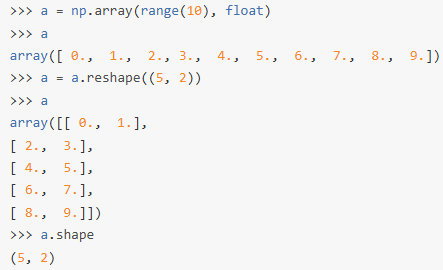 >>> a = np.array(range(10), float)
>>> a
array([ 0., 1., 2., 3., 4., 5., 6., 7., 8., 9.])
>>> a = a.reshape((5, 2))
>>> a
array([[ 0., 1.],
[ 2., 3.],
[ 4., 5.],
[ 6., 7.],
[ 8., 9.]])
>>> a.shape
(5, 2)